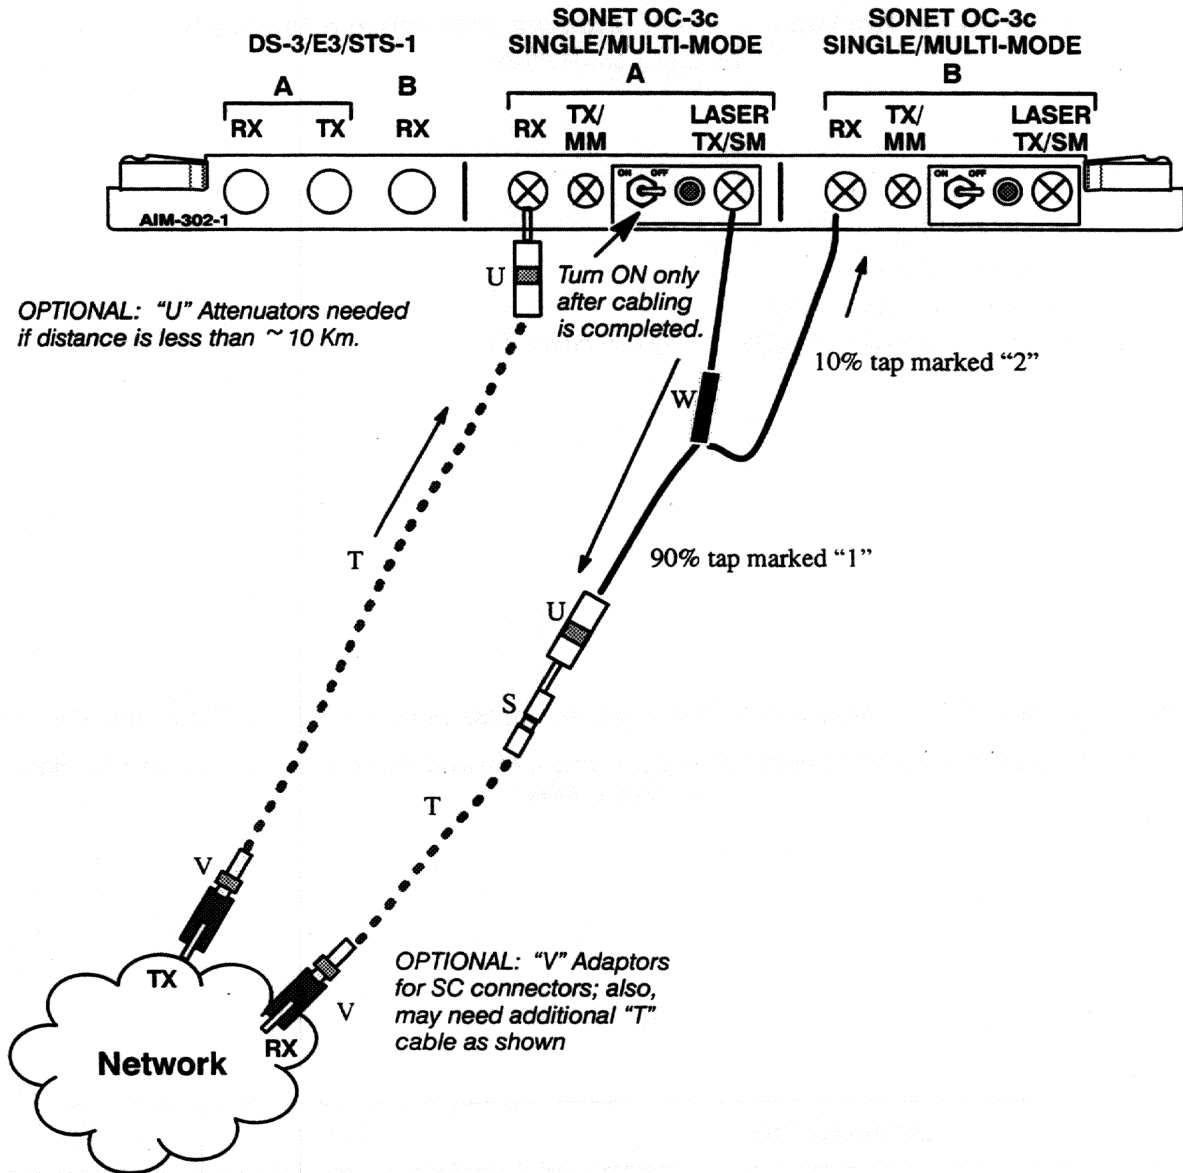 DS-3/E3/STS-1
SONET OC-3c
SINGLE/MULTI-MODE
A
SONET OC-3c
SINGLE/MULTI-MODE
B
A
B
RX
TX
RX
RX
TX/
MM
LASER
TX/SM
RX
TX/
MM
LASER
TX/SM
ON
OFF
ON
OFF
AIM-302-1
U
Turn ON only
after cabling
is completed.
OPTIONAL: “U” Attenuators needed
if distance is less than ~ 10 Km.
10% tap marked “2”
W
T
90% tap marked “1”
U
S
T
V
OPTIONAL: “V” Adaptors
for SC connectors; also,
may need additional “T”
cable as shown
V
TX
RX
Network